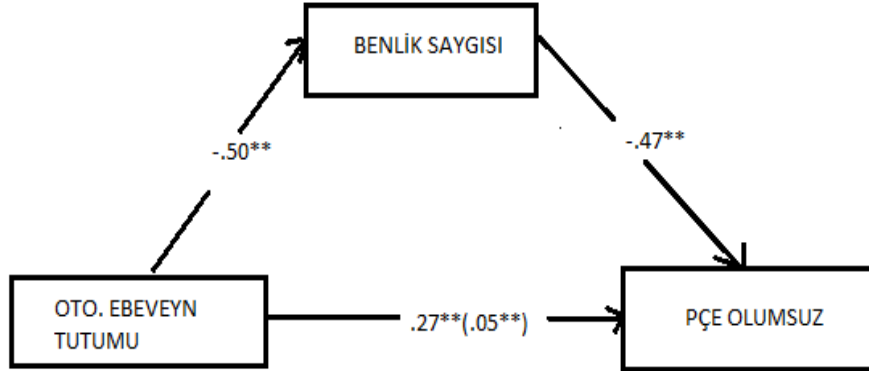 BENLİK SAYGISI
-.50**
-.47**
OTO. EBEVEYN
TUTUMU
.27**(.05**)
PÇE OLUMSUZ